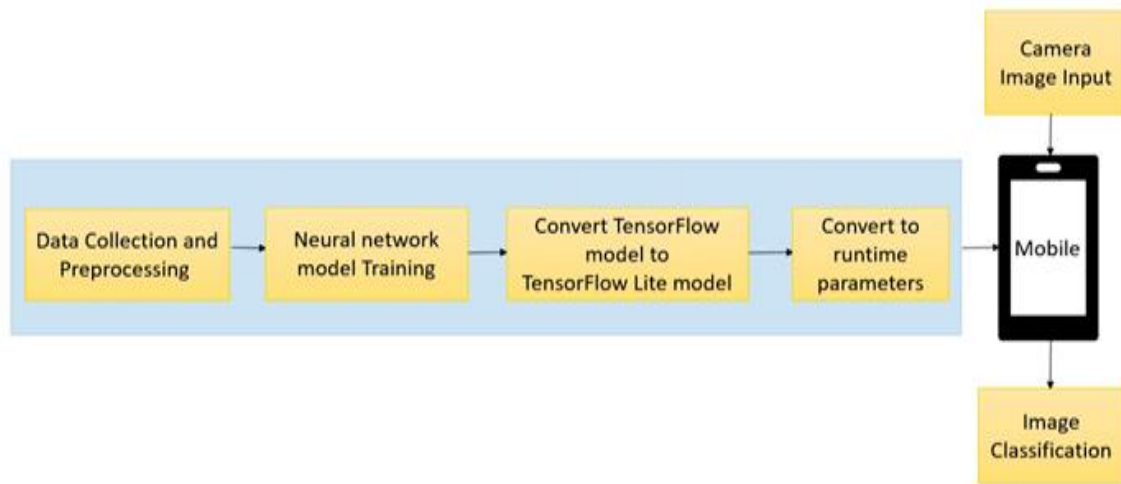 Camera
Image Input
Data Collection and
Preprocessing
Neural network
model Training
Convert TensorFlow
model to
TensorFlow Lite model
Convert to
runtime
parameters
Mobile
Image
Classification